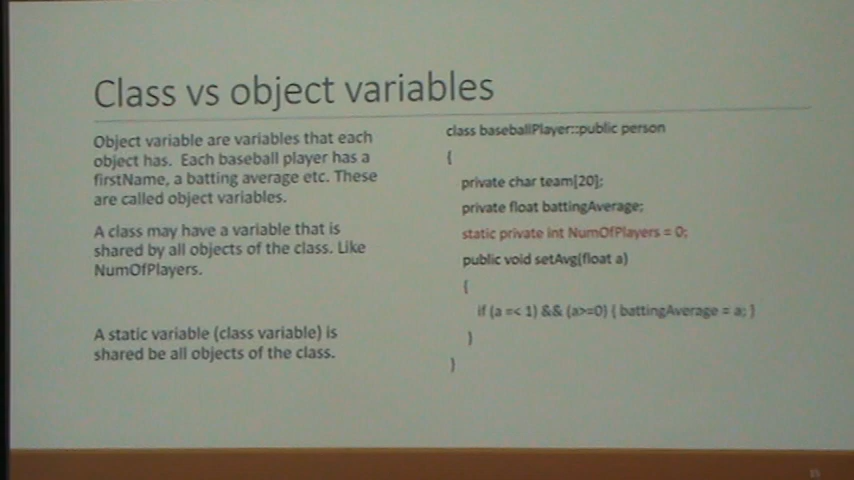 Class vs object variables
Object variable are variables that each
object has. Each baseball player has a
firstName, a batting average etc. These
are called object variables.
A class may have a variable that is
shared by all objects of the class. Like
NumOfPlayers.
A static variable (class variable) is
shared be all objects of the class.
class baseballPlayer::public person
{
private char team[20];
private float battingAverage;
static private int NumOfPlayers = 0;
public void setAvg(float a)
{
if (a =< 1) && (a>=0) { battingAverage = a; }
}
}